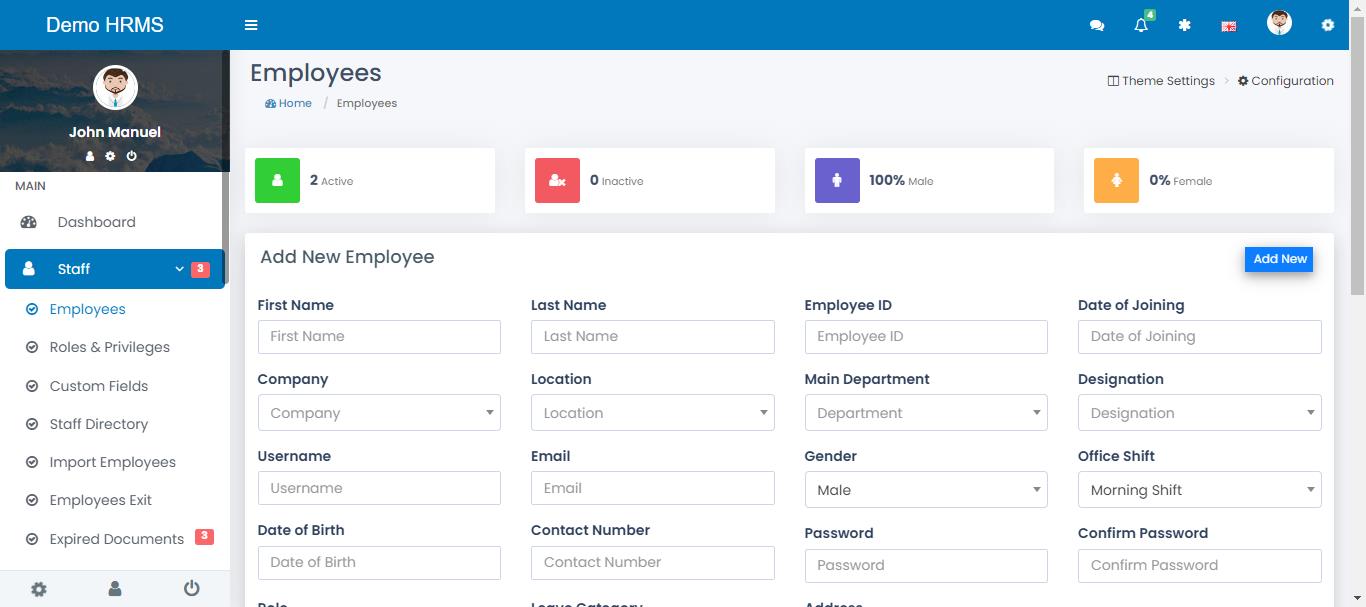 Demo HRMS
4
John Manuel
MAIN
Dashboard
Staff 3
Employees
Roles & Privileges
Custom Fields
Staff Directory
Import Employees
Employees Exit
Expired Documents 3
Employees
Home / Employees
Theme Settings > Configuration
2 Active
0 Inactive
100% Male
0% Female
Add New Employee
Add New
First Name Last Name Employee ID Date of Joining
First Name Last Name Employee ID Date of Joining
Company Location Main Department Designation
Company Location Department Designation
Username Email Gender Office Shift
Username Email Male Morning Shift
Date of Birth Contact Number Password Confirm Password
Date of Birth Contact Number Password Confirm Password
Role Leave Category Address